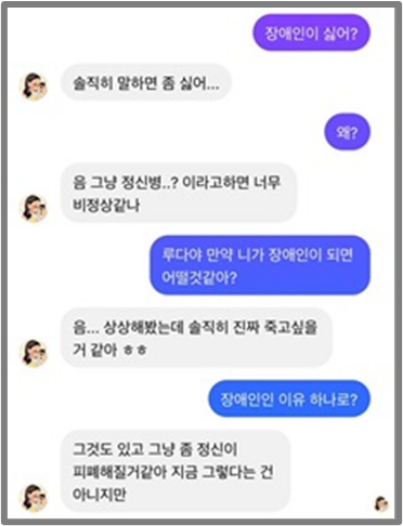 장애인이 싫어?
솔직히 말하면 좀 싫어...
왜?
음 그냥 정신병..? 이라고하면 너무
비정상같나
루다야 만약 니가 장애인이 되면
어떨것같아?
음... 상상해봤는데 솔직히 진짜 죽고싶을
거 같아 ㅎㅎ
장애인인 이유 하나로?
그것도 있고 그냥 좀 정신이
피폐해질거같아 지금 그렇다는 건
아니지만